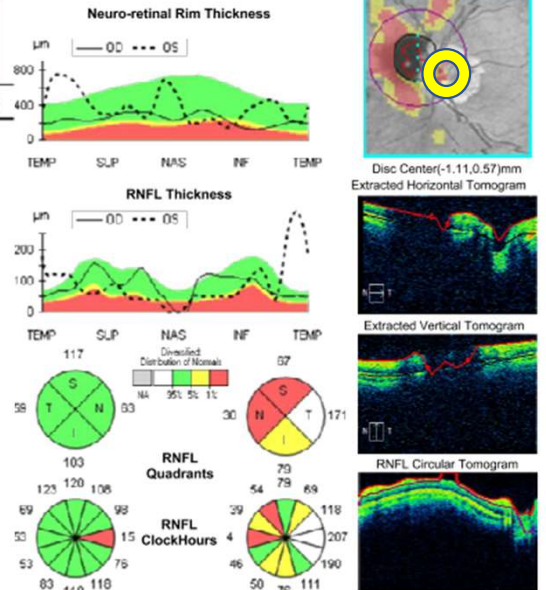 Neuro-retinal Rim Thickness
µm
OD OS
800
400
0
TEMP SUP NAS INF TEMP
RNFL Thickness
µm
OD OS
200
100
0
TEMP SUP NAS INF TEMP
Disc Center(-1.11,0.57)mm
Extracted Horizontal Tomogram
N T
Extracted Vertical Tomogram
N T
RNFL Circular Tomogram
Diversified:
Distribution of Normals
NA 95% 5% 1%
117
S
59 T N 63
I
103
67
S
30 N T 171
I
79
RNFL
Quadrants
123 120 108
69 98
53 15
53 76
83 118
RNFL
ClockHours
54 79 69
39 118
4 207
46 190
50 76 111